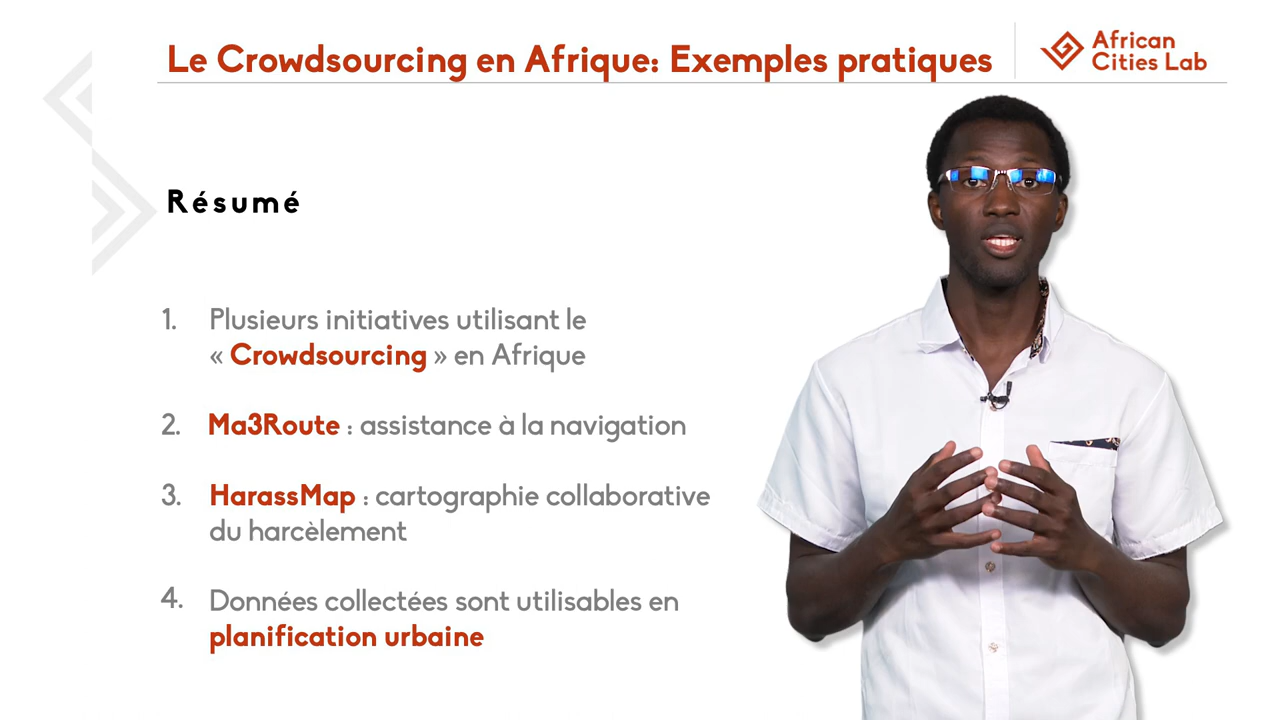 Le Crowdsourcing en Afrique: Exemples pratiques
African
Cities Lab
Résumé
1. Plusieurs initiatives utilisant le
« Crowdsourcing » en Afrique
2. Ma3Route : assistance à la navigation
3. HarassMap : cartographie collaborative
du harcèlement
4. Données collectées sont utilisables en
planification urbaine